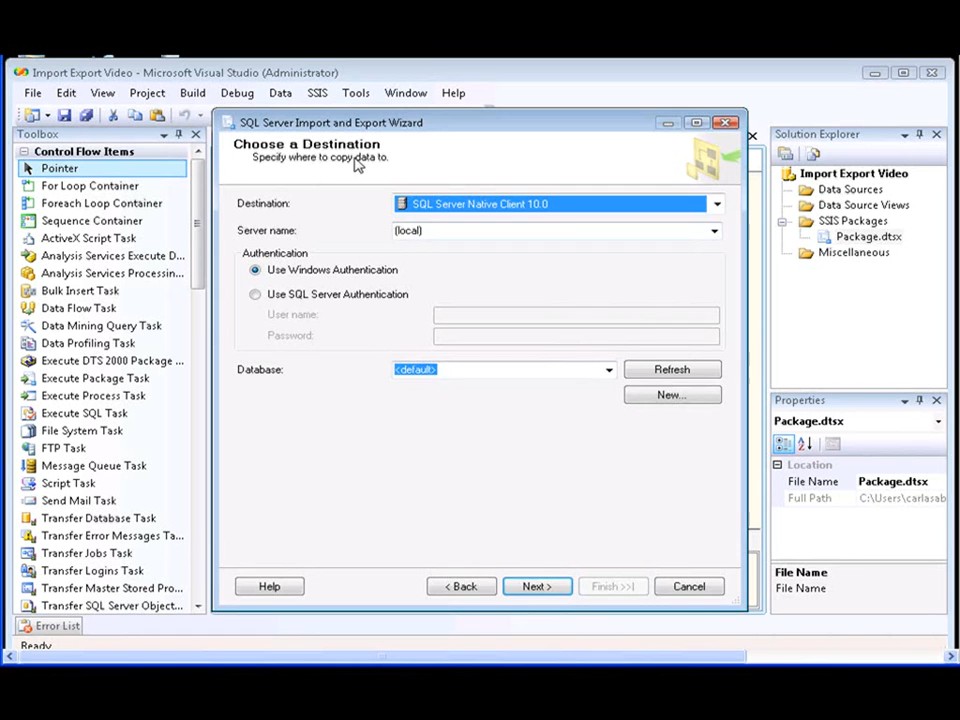 Import Export Video - Microsoft Visual Studio (Administrator)
File Edit View Project Build Debug Data SSIS Tools Window Help
Toolbox
Control Flow Items
Pointer
For Loop Container
Foreach Loop Container
Sequence Container
ActiveX Script Task
Analysis Services Execute D...
Analysis Services Processin...
Bulk Insert Task
Data Flow Task
Data Mining Query Task
Data Profiling Task
Execute DTS 2000 Package ...
Execute Package Task
Execute Process Task
Execute SQL Task
File System Task
FTP Task
Message Queue Task
Script Task
Send Mail Task
Transfer Database Task
Transfer Error Messages Ta...
Transfer Jobs Task
Transfer Logins Task
Transfer Master Stored Pro...
Transfer SQL Server Object...
Error List
Ready
SQL Server Import and Export Wizard
Choose a Destination
Specify where to copy data to.
Destination: SQL Server Native Client 10.0
Server name: (local)
Authentication
Use Windows Authentication
Use SQL Server Authentication
User name:
Password:
Database: <default> Refresh
New...
Help < Back Next > Finish >>| Cancel
Solution Explorer
Import Export Video
Data Sources
Data Source Views
SSIS Packages
Package.dtsx
Miscellaneous
Properties
Package.dtsx
Location
File Name Package.dtsx
Full Path C:\Users\carlasab
File Name
File Name